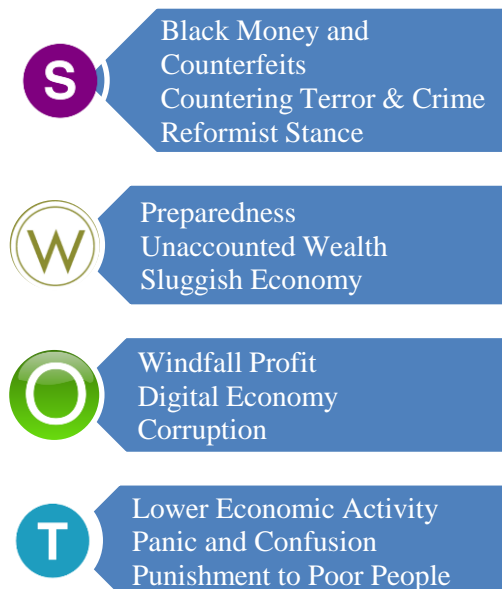 S
Black Money and
Counterfeits
Countering Terror & Crime
Reformist Stance
W
Preparedness
Unaccounted Wealth
Sluggish Economy
O
Windfall Profit
Digital Economy
Corruption
T
Lower Economic Activity
Panic and Confusion
Punishment to Poor People